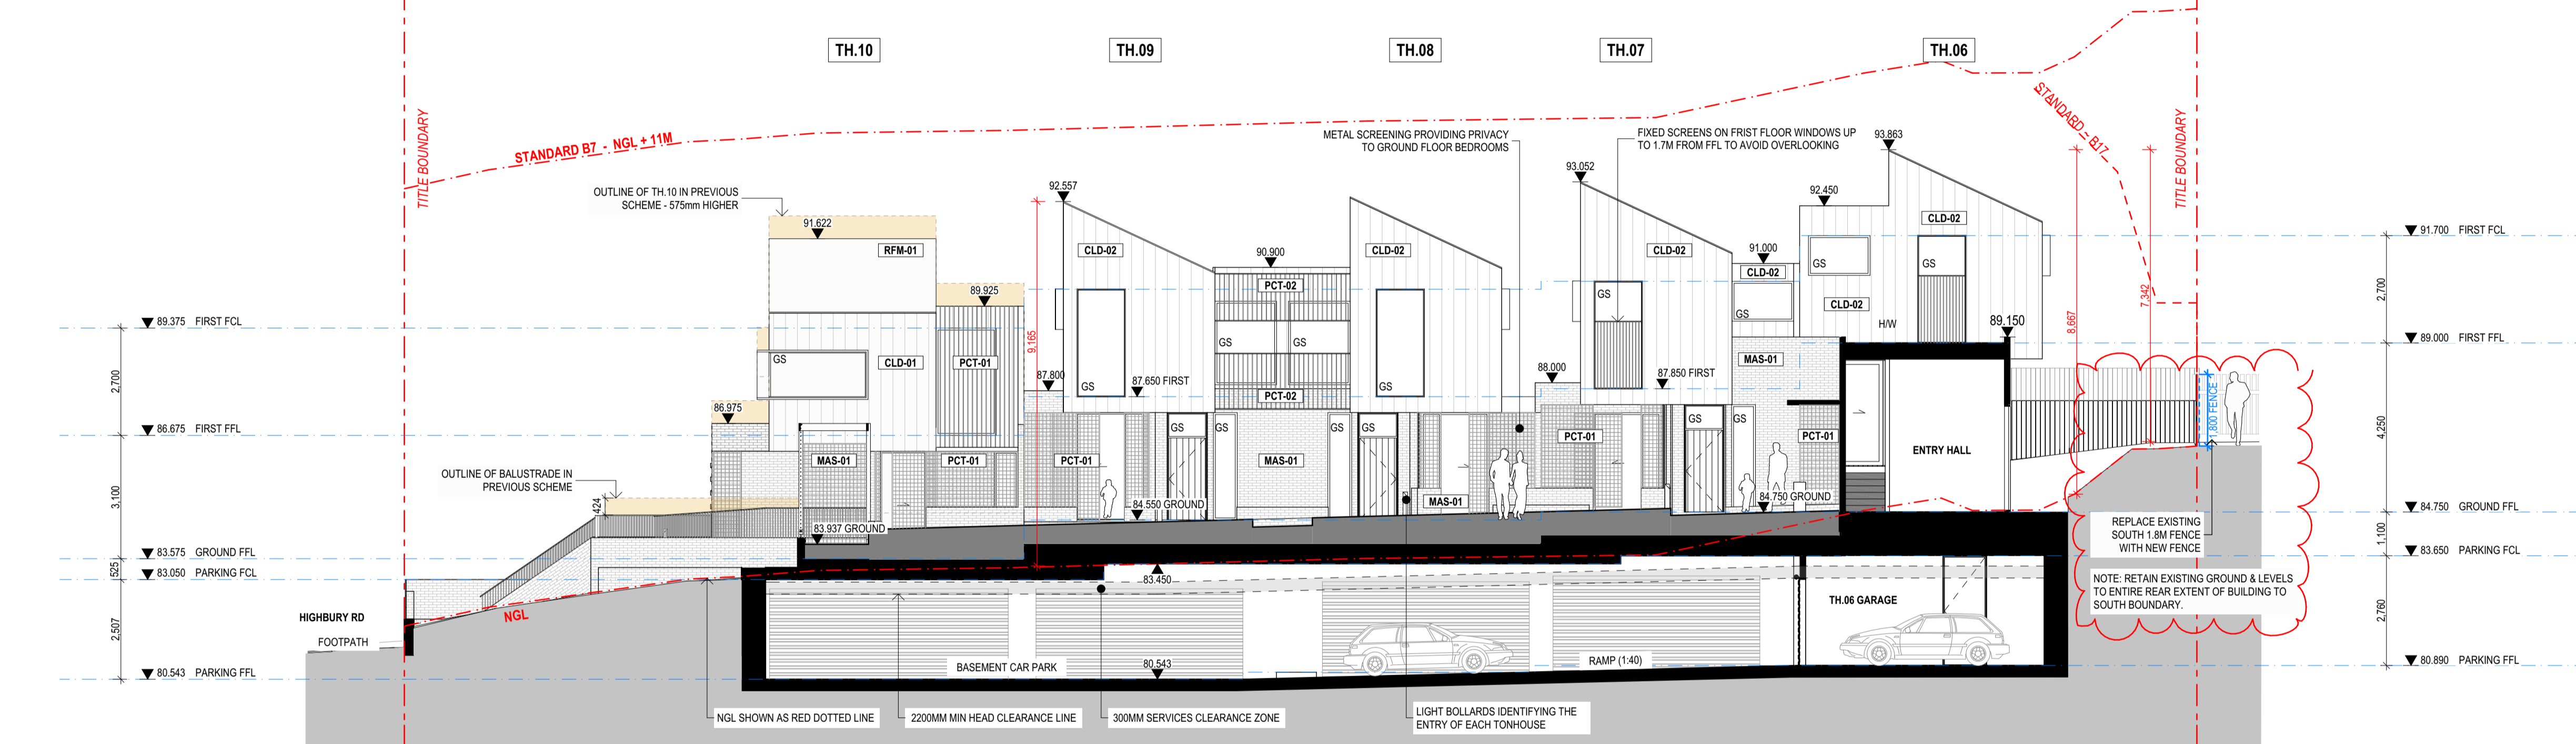 TH.10
TH.09
TH.08
TH.07
TH.06
TITLE BOUNDARY
STANDARD B7 - NGL + 11M
STANDARD - B17
TITLE BOUNDARY
METAL SCREENING PROVIDING PRIVACY
TO GROUND FLOOR BEDROOMS
FIXED SCREENS ON FRIST FLOOR WINDOWS UP
TO 1.7M FROM FFL TO AVOID OVERLOOKING
OUTLINE OF TH.10 IN PREVIOUS
SCHEME - 575mm HIGHER
OUTLINE OF BALUSTRADE IN
PREVIOUS SCHEME
424
91.622
RFM-01
89.925
GS
CLD-01
PCT-01
86.975
MAS-01
PCT-01
83.937 GROUND
92.557
9,165
CLD-02
87.800
87.650 FIRST
GS
PCT-01
GS
84.550 GROUND
90.900
PCT-02
GS
GS
PCT-02
GS
MAS-01
GS
CLD-02
GS
GS
MAS-01
93.052
CLD-02
GS
88.000
87.850 FIRST
PCT-01
GS
GS
91.000
CLD-02
GS
MAS-01
PCT-01
84.750 GROUND
93.863
92.450
CLD-02
GS
GS
CLD-02
H/W
89.150
ENTRY HALL
8,667
7,342
1,800 FENCE
REPLACE EXISTING
SOUTH 1.8M FENCE
WITH NEW FENCE
NOTE: RETAIN EXISTING GROUND & LEVELS
TO ENTIRE REAR EXTENT OF BUILDING TO
SOUTH BOUNDARY.
89.375 FIRST FCL
2,700
86.675 FIRST FFL
3,100
83.575 GROUND FFL
525
83.050 PARKING FCL
2,507
80.543 PARKING FFL
91.700 FIRST FCL
2,700
89.000 FIRST FFL
4,250
84.750 GROUND FFL
1,100
83.650 PARKING FCL
2,760
80.890 PARKING FFL
HIGHBURY RD
FOOTPATH
NGL
83.450
BASEMENT CAR PARK
80.543
RAMP (1:40)
TH.06 GARAGE
NGL SHOWN AS RED DOTTED LINE
2200MM MIN HEAD CLEARANCE LINE
300MM SERVICES CLEARANCE ZONE
LIGHT BOLLARDS IDENTIFYING THE
ENTRY OF EACH TONHOUSE